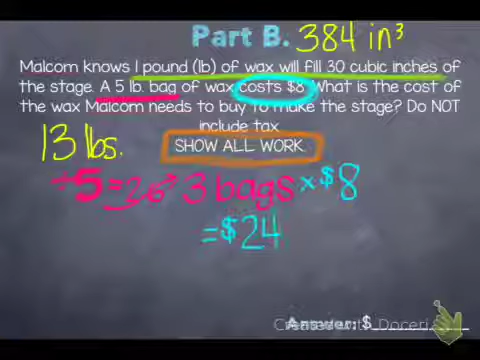 Part B. 384 in³
Malcom knows 1 pound (lb) of wax will fill 30 cubic inches of
the stage. A 5 lb. bag of wax costs $8. What is the cost of
the wax Malcom needs to buy to make the stage? Do NOT
include tax
13 lbs.
SHOW ALL WORK
÷5 = 2.6 → 3 bags × $8
= $24
Answer: $
Created with Doceri